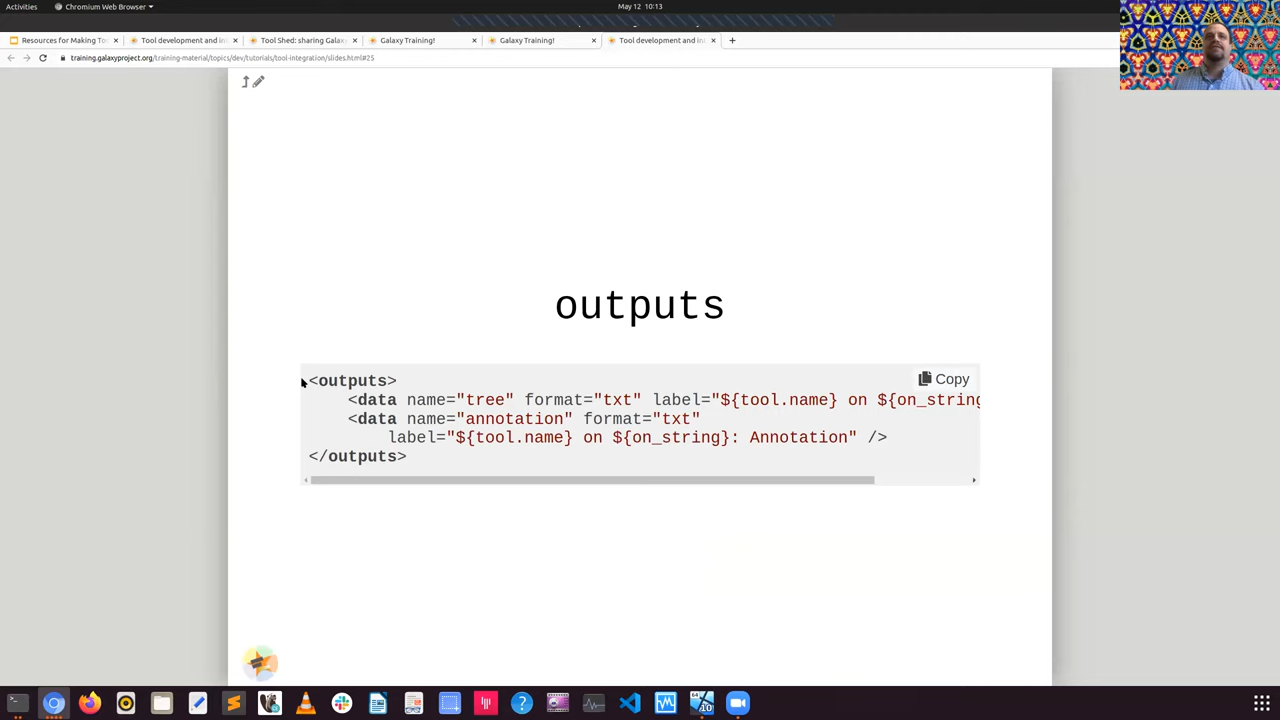 Activities
Chromium Web Browser
May 12 10:13
Resources for Making To
Tool development and in
Tool Shed: sharing Galax
Galaxy Training!
Galaxy Training!
Tool development and in
training.galaxyproject.org/training-material/topics/dev/tutorials/tool-integration/slides.html#25
outputs
Copy
<outputs>
<data name="tree" format="txt" label="${tool.name} on ${on_string
<data name="annotation" format="txt"
label="${tool.name} on ${on_string}: Annotation" />
</outputs>